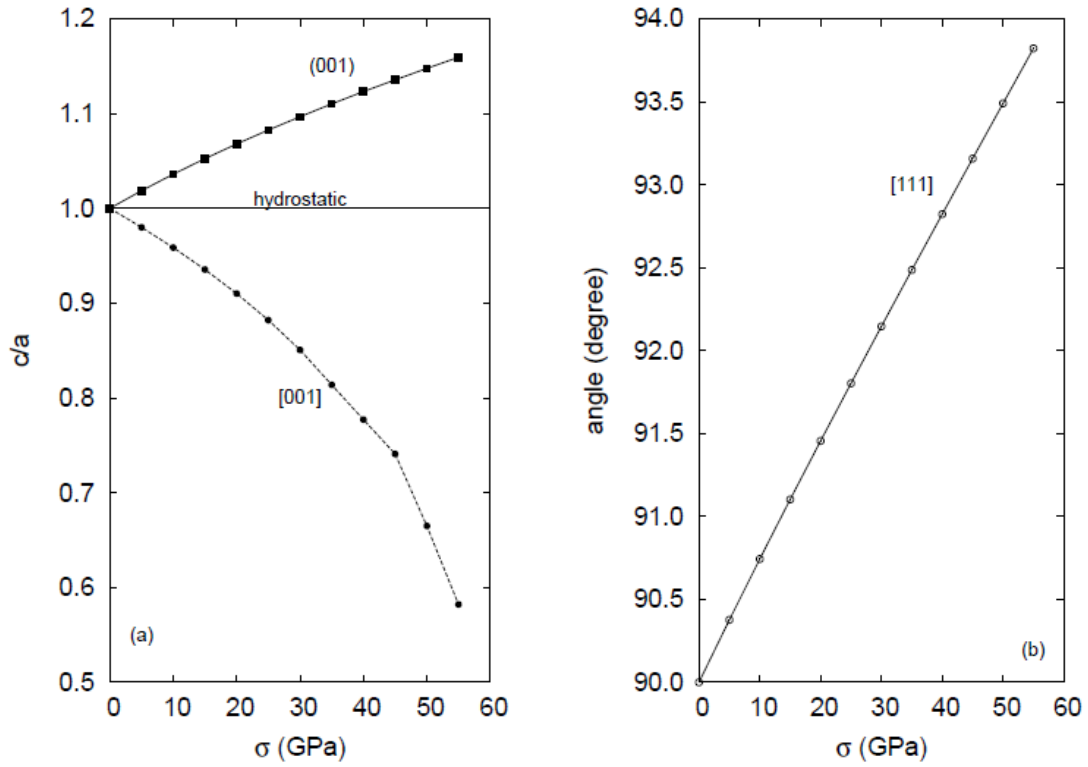 1.2
1.1
1.0
0.9
0.8
0.7
0.6
0.5
c/a
(001)
hydrostatic
[001]
(a)
0 10 20 30 40 50 60
σ (GPa)
94.0
93.5
93.0
92.5
92.0
91.5
91.0
90.5
90.0
angle (degree)
[111]
(b)
0 10 20 30 40 50 60
σ (GPa)